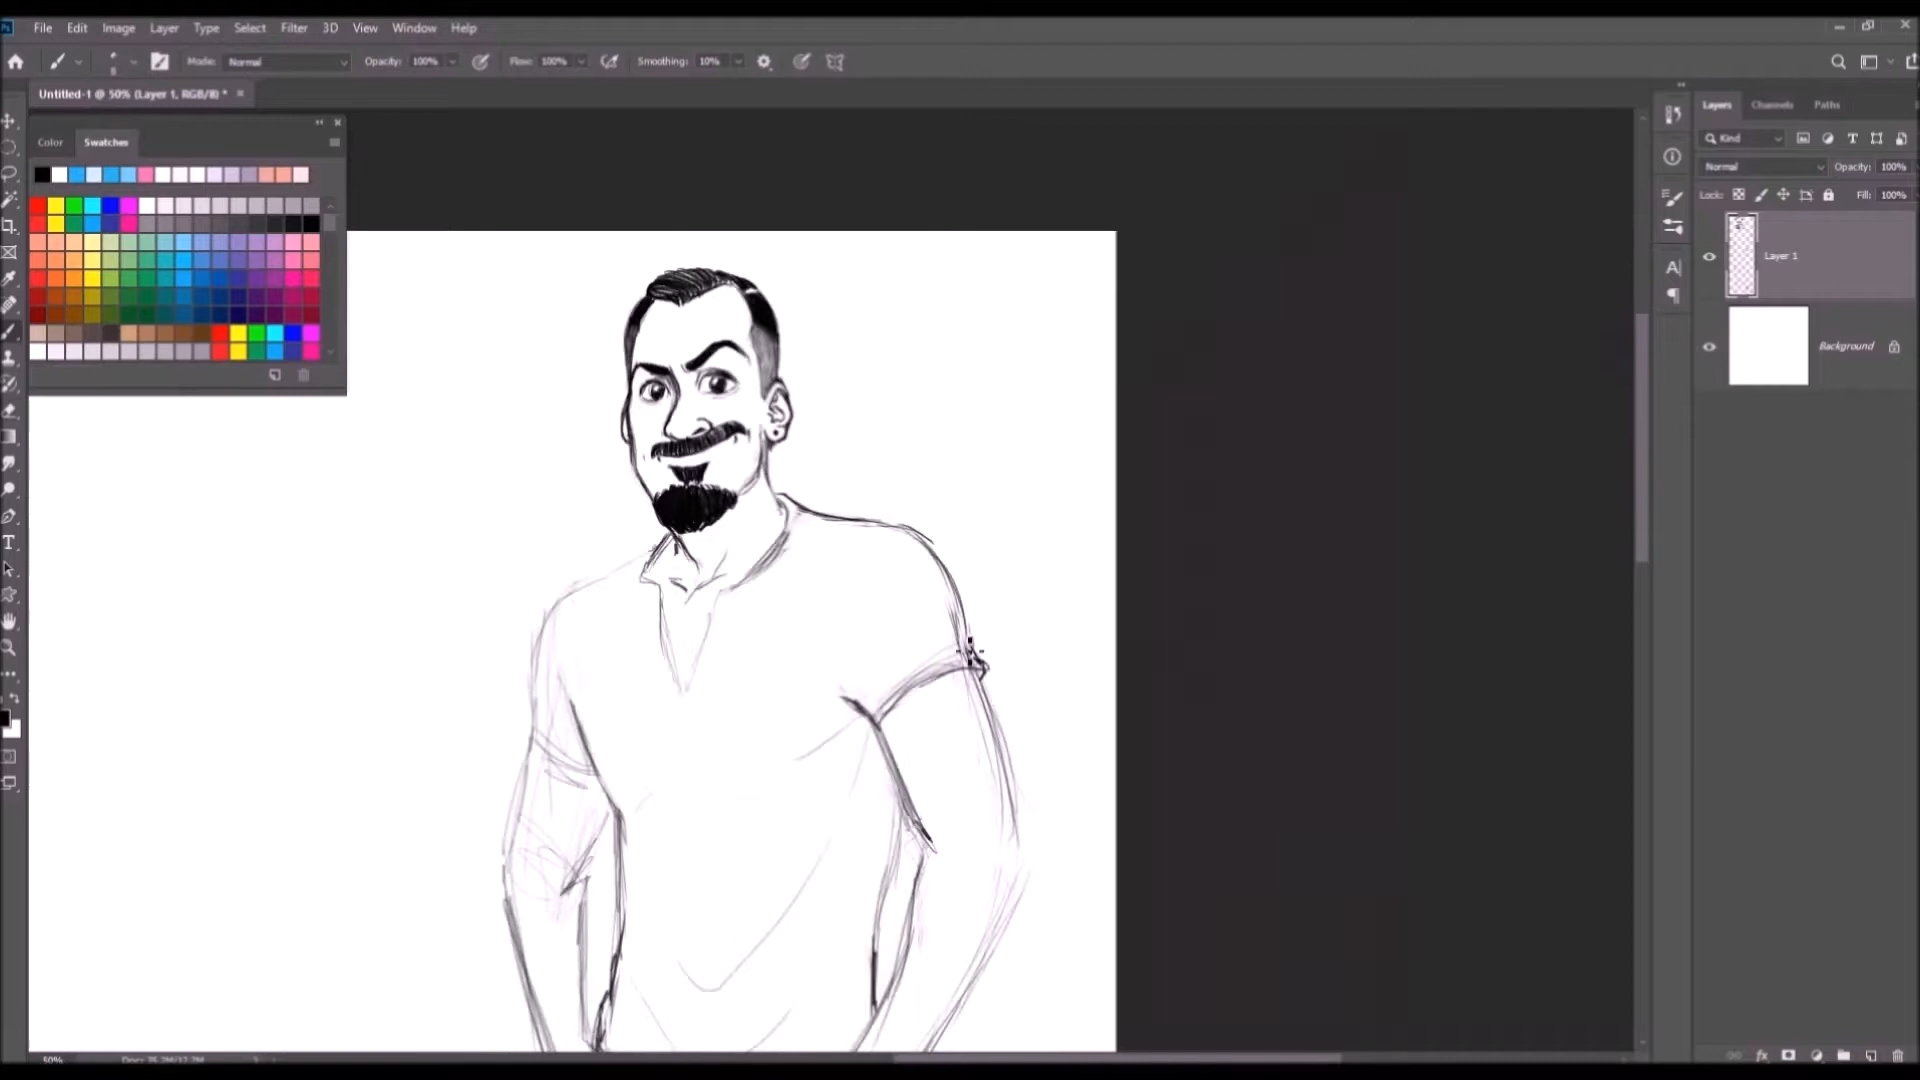 Ps File Edit Image Layer Type Select Filter 3D View Window Help
Mode: Normal Opacity: 100% Flow: 100% Smoothing: 10%
Untitled-1 @ 50% (Layer 1, RGB/8) *
Color Swatches
Layers Channels Paths
Kind
Normal Opacity: 100%
Lock: Fill: 100%
Layer 1
Background
50%